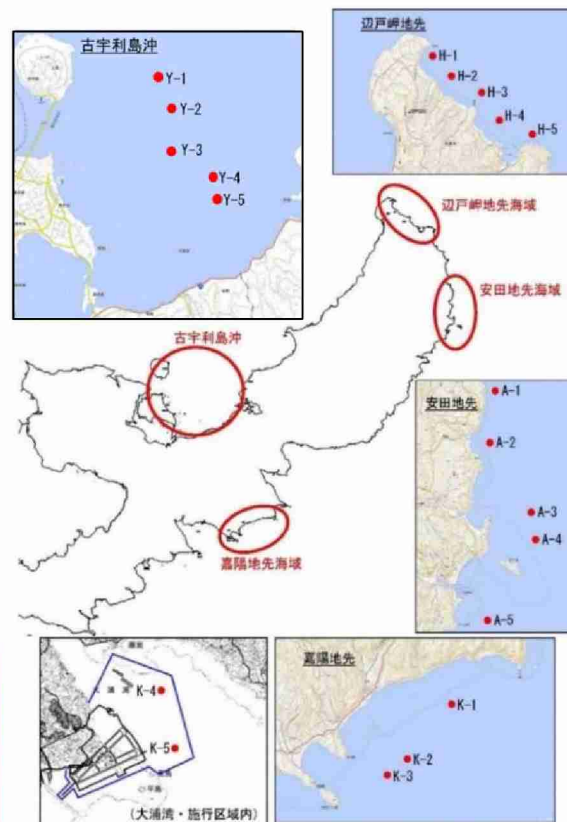 古宇利島沖
Y-1
Y-2
Y-3
Y-4
Y-5
辺戸岬地先
H-1
H-2
H-3
H-4
H-5
辺戸岬地先海域
安田地先海域
古宇利島沖
嘉陽地先海域
安田地先
A-1
A-2
A-3
A-4
A-5
K-4
K-5
(大浦湾・施行区域内)
嘉陽地先
K-1
K-2
K-3